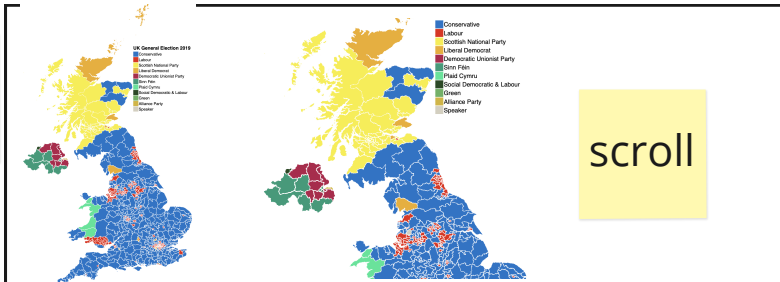 UK General Election 2019
Conservative
Labour
Scottish National Party
Liberal Democrat
Democratic Unionist Party
Sinn Féin
Plaid Cymru
Social Democratic & Labour
Green
Alliance Party
Speaker
Conservative
Labour
Scottish National Party
Liberal Democrat
Democratic Unionist Party
Sinn Féin
Plaid Cymru
Social Democratic & Labour
Green
Alliance Party
Speaker
scroll